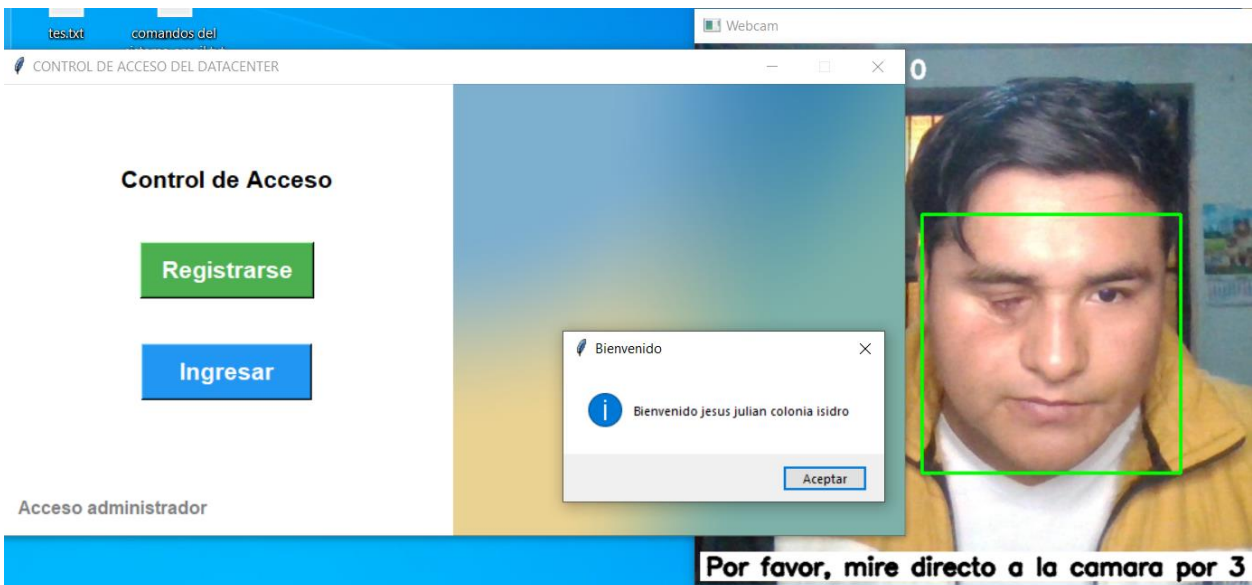 tes.txt
comandos del
Webcam
CONTROL DE ACCESO DEL DATACENTER
0
Control de Acceso
Registrarse
Bienvenido
Ingresar
Bienvenido jesus julian colonia isidro
Aceptar
Acceso administrador
Por favor, mire directo a la camara por 3